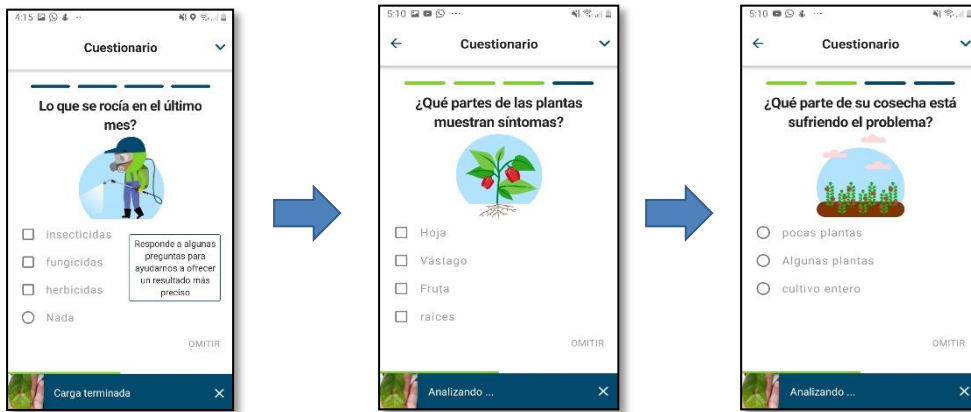 4:15
Cuestionario
Lo que se rocía en el último
mes?
insecticidas
fungicidas
herbicidas
Nada
Responde a algunas
preguntas para
ayudarnos a ofrecer
un resultado más
preciso
OMITIR
Carga terminada
5:10
Cuestionario
¿Qué partes de las plantas
muestran síntomas?
Hoja
Vástago
Fruta
raíces
OMITIR
Analizando ...
5:10
Cuestionario
¿Qué parte de su cosecha está
sufriendo el problema?
pocas plantas
Algunas plantas
cultivo entero
OMITIR
Analizando ...